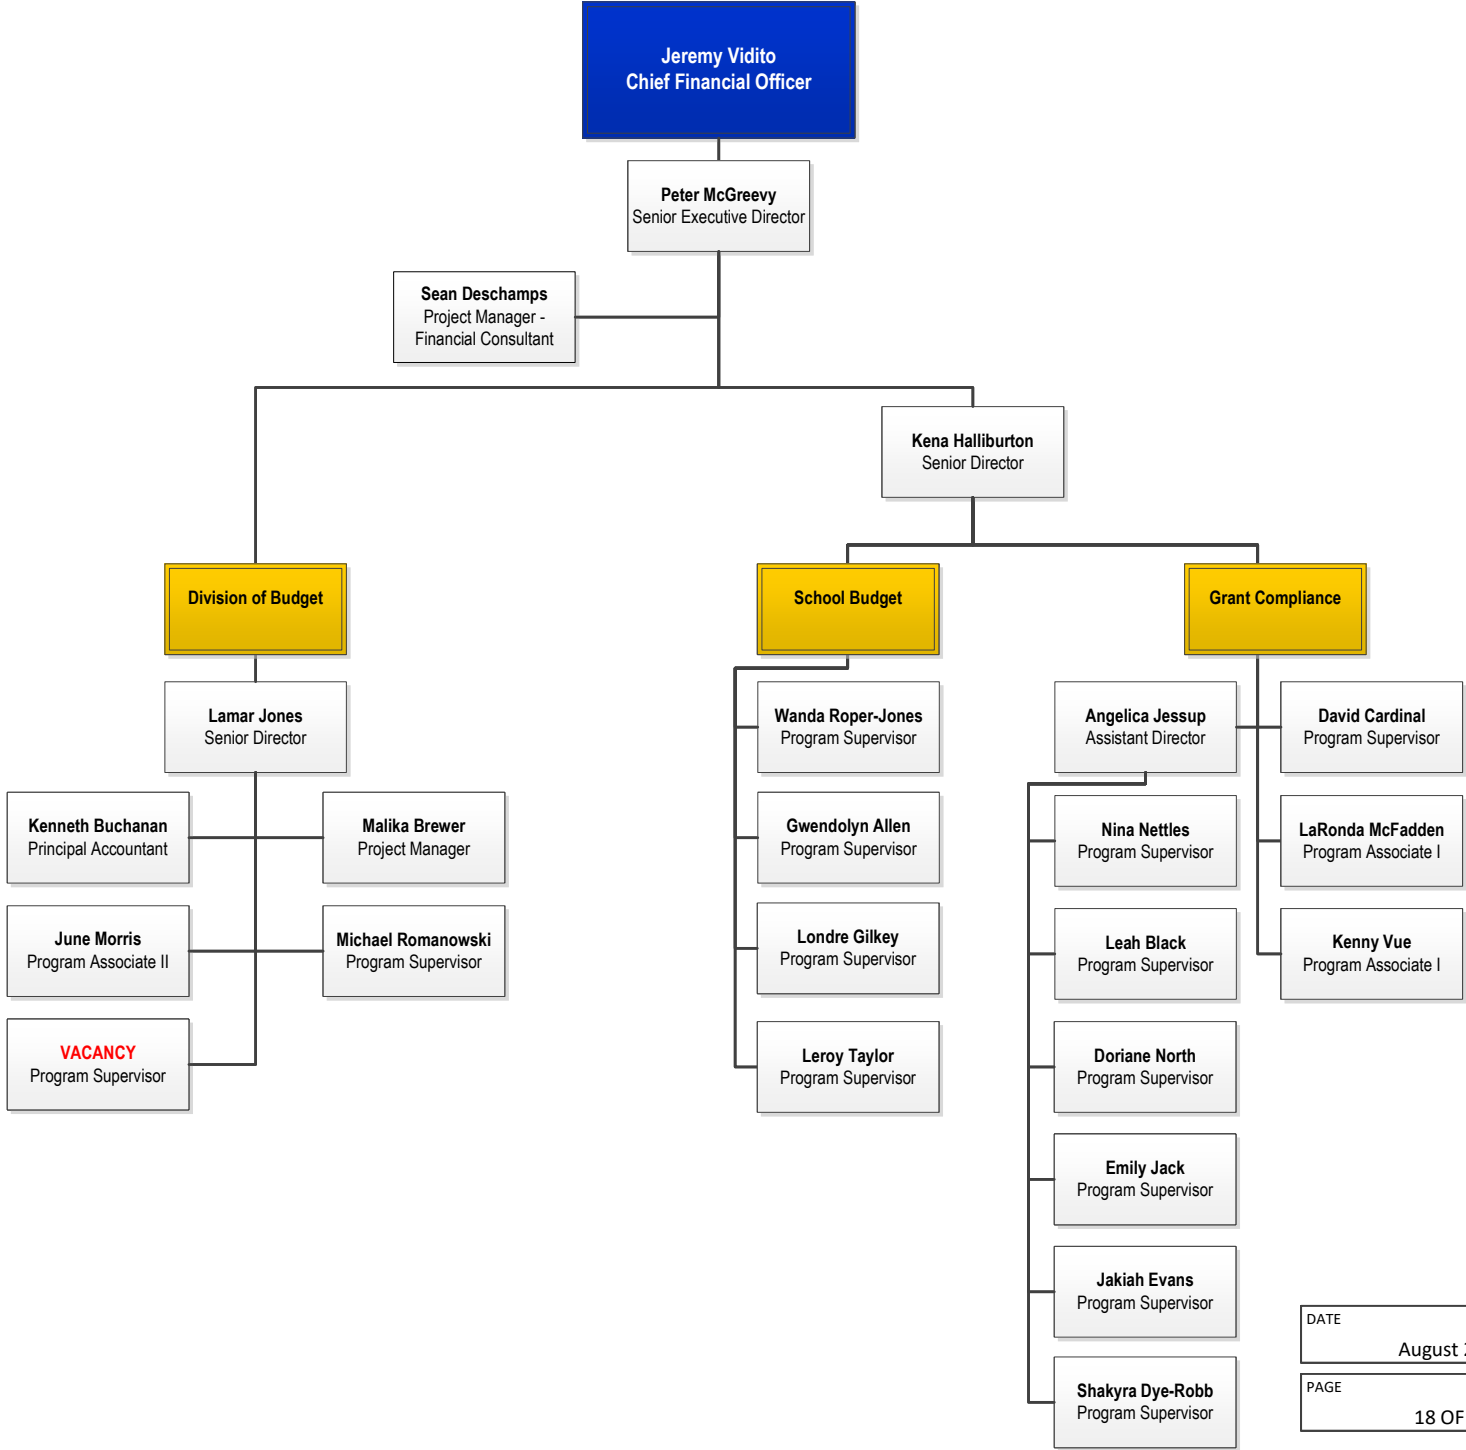 Jeremy Vidito
Chief Financial Officer
Peter McGreevy
Senior Executive Director
Sean Deschamps
Project Manager -
Financial Consultant
Kena Halliburton
Senior Director
Division of Budget
School Budget
Grant Compliance
Lamar Jones
Senior Director
Kenneth Buchanan
Principal Accountant
Malika Brewer
Project Manager
June Morris
Program Associate II
Michael Romanowski
Program Supervisor
VACANCY
Program Supervisor
Wanda Roper-Jones
Program Supervisor
Gwendolyn Allen
Program Supervisor
Londre Gilkey
Program Supervisor
Leroy Taylor
Program Supervisor
Angelica Jessup
Assistant Director
Nina Nettles
Program Supervisor
Leah Black
Program Supervisor
Doriane North
Program Supervisor
Emily Jack
Program Supervisor
Jakiah Evans
Program Supervisor
Shakyra Dye-Robb
Program Supervisor
David Cardinal
Program Supervisor
LaRonda McFadden
Program Associate I
Kenny Vue
Program Associate I
DATE
August
PAGE
18 OF